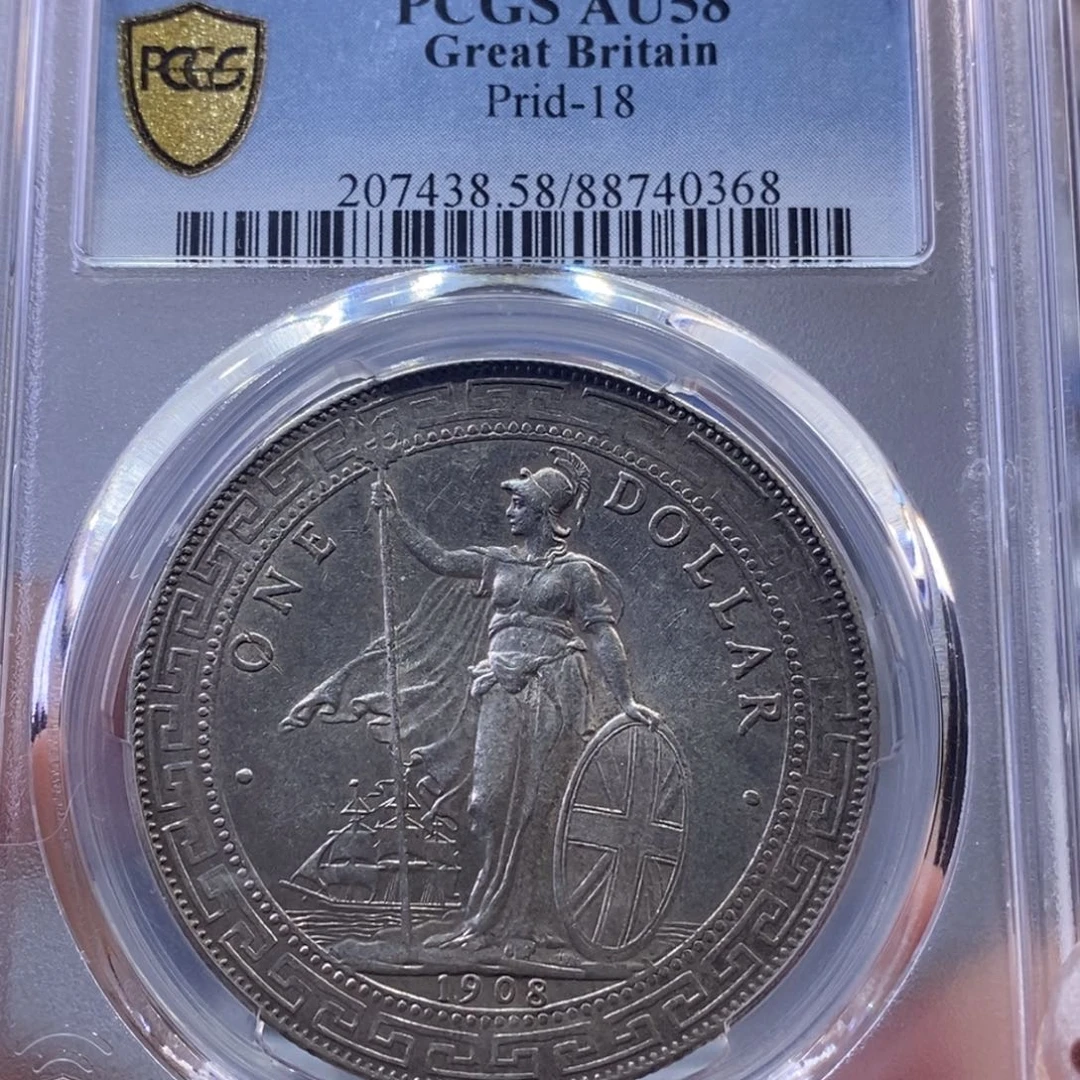 PCGS AU58
PCGS
Great Britain
Prid-18
207438.58/88740368
ONE DOLLAR
1908